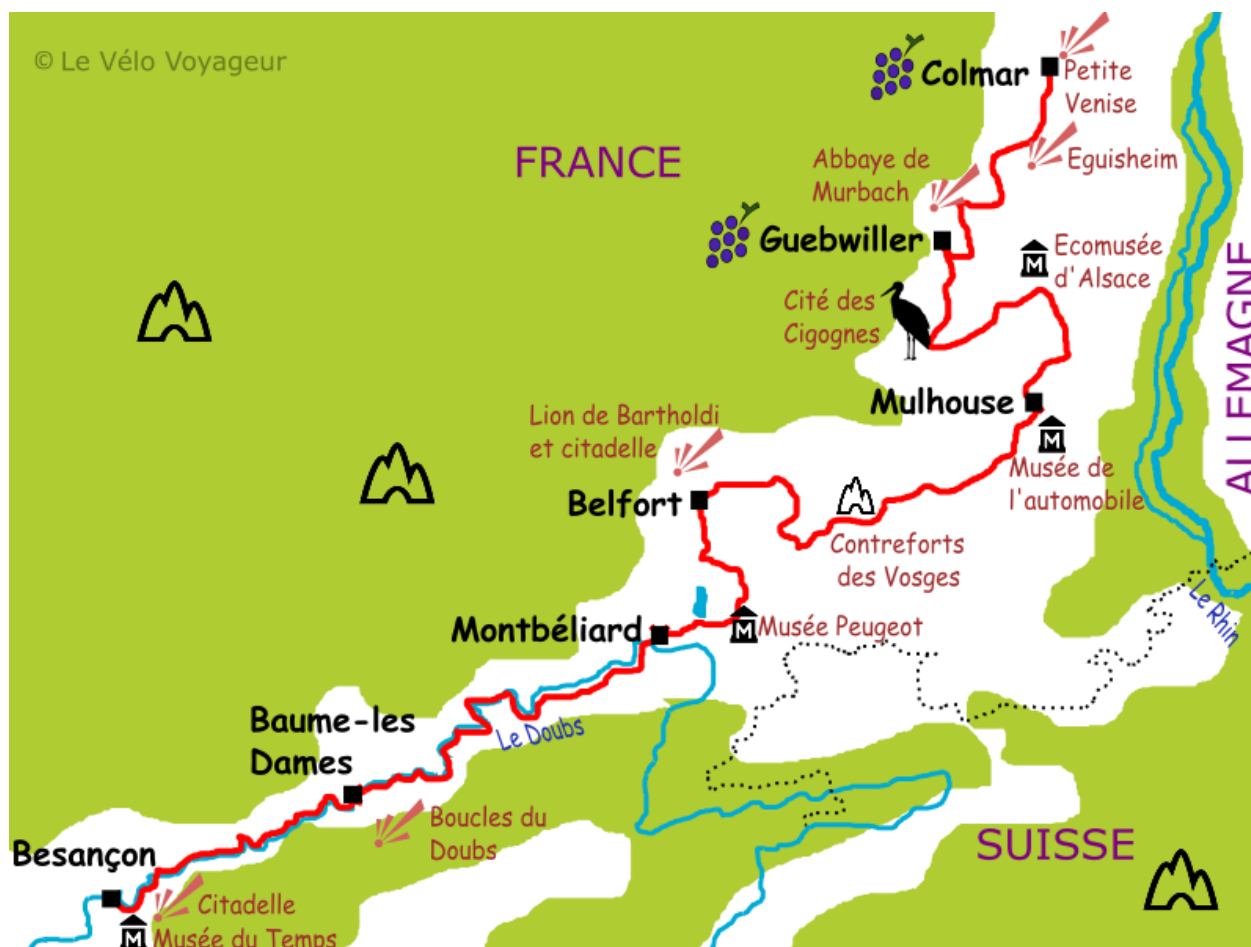 © Le Vélo Voyageur
Colmar
Petite
Venise
FRANCE
Abbaye de
Murbach
Eguisheim
Guebwiller
Ecomusée
d'Alsace
ALLEMAGNE
Cité des
Cigognes
Mulhouse
M
Lion de Bartholdi
et citadelle
M
Musée de
l'automobile
Belfort
Contreforts
des Vosges
Le Rhin
Montbéliard
M
Musée Peugeot
Baume-les
Dames
Le Doubs
Boucles du
Doubs
SUISSE
Besançon
Citadelle
M
Musée du Temps